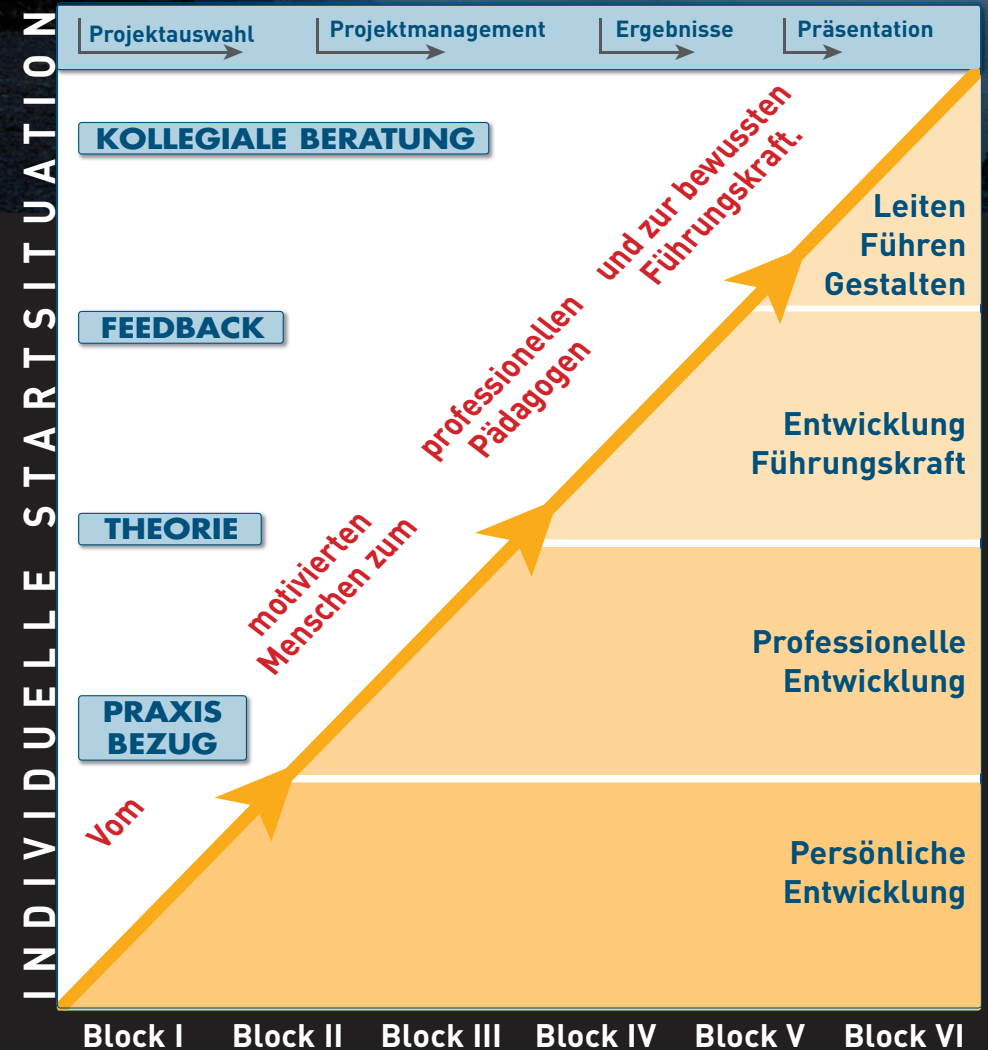 INDIVIDUELLE STARTSITUATION
Projektauswahl
Projektmanagement
Ergebnisse
Präsentation
KOLLEGIALE BERATUNG
FEEDBACK
THEORIE
PRAXIS
BEZUG
Vom
motivierten
Menschen zum
professionellen
Pädagogen
und zur bewussten
Führungskraft.
Leiten
Führen
Gestalten
Entwicklung
Führungskraft
Professionelle
Entwicklung
Persönliche
Entwicklung
Block I
Block II
Block III
Block IV
Block V
Block VI